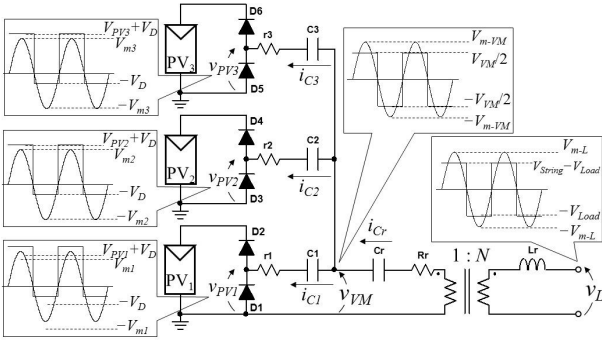 V_PV3+V_D
V_m3
−V_D
−V_m3
PV_3
D6
v_PV3
D5
r3
C3
i_C3
V_m-VM
V_VM/2
−V_VM/2
−V_m-VM
V_PV2+V_D
V_m2
−V_D
−V_m2
PV_2
D4
v_PV2
D3
r2
C2
i_C2
V_m-L
V_String−V_Load
−V_Load
−V_m-L
V_PV1+V_D
V_m1
−V_D
−V_m1
PV_1
D2
v_PV1
D1
r1
C1
i_C1
v_VM
i_Cr
Cr
Rr
1 : N
Lr
v_L